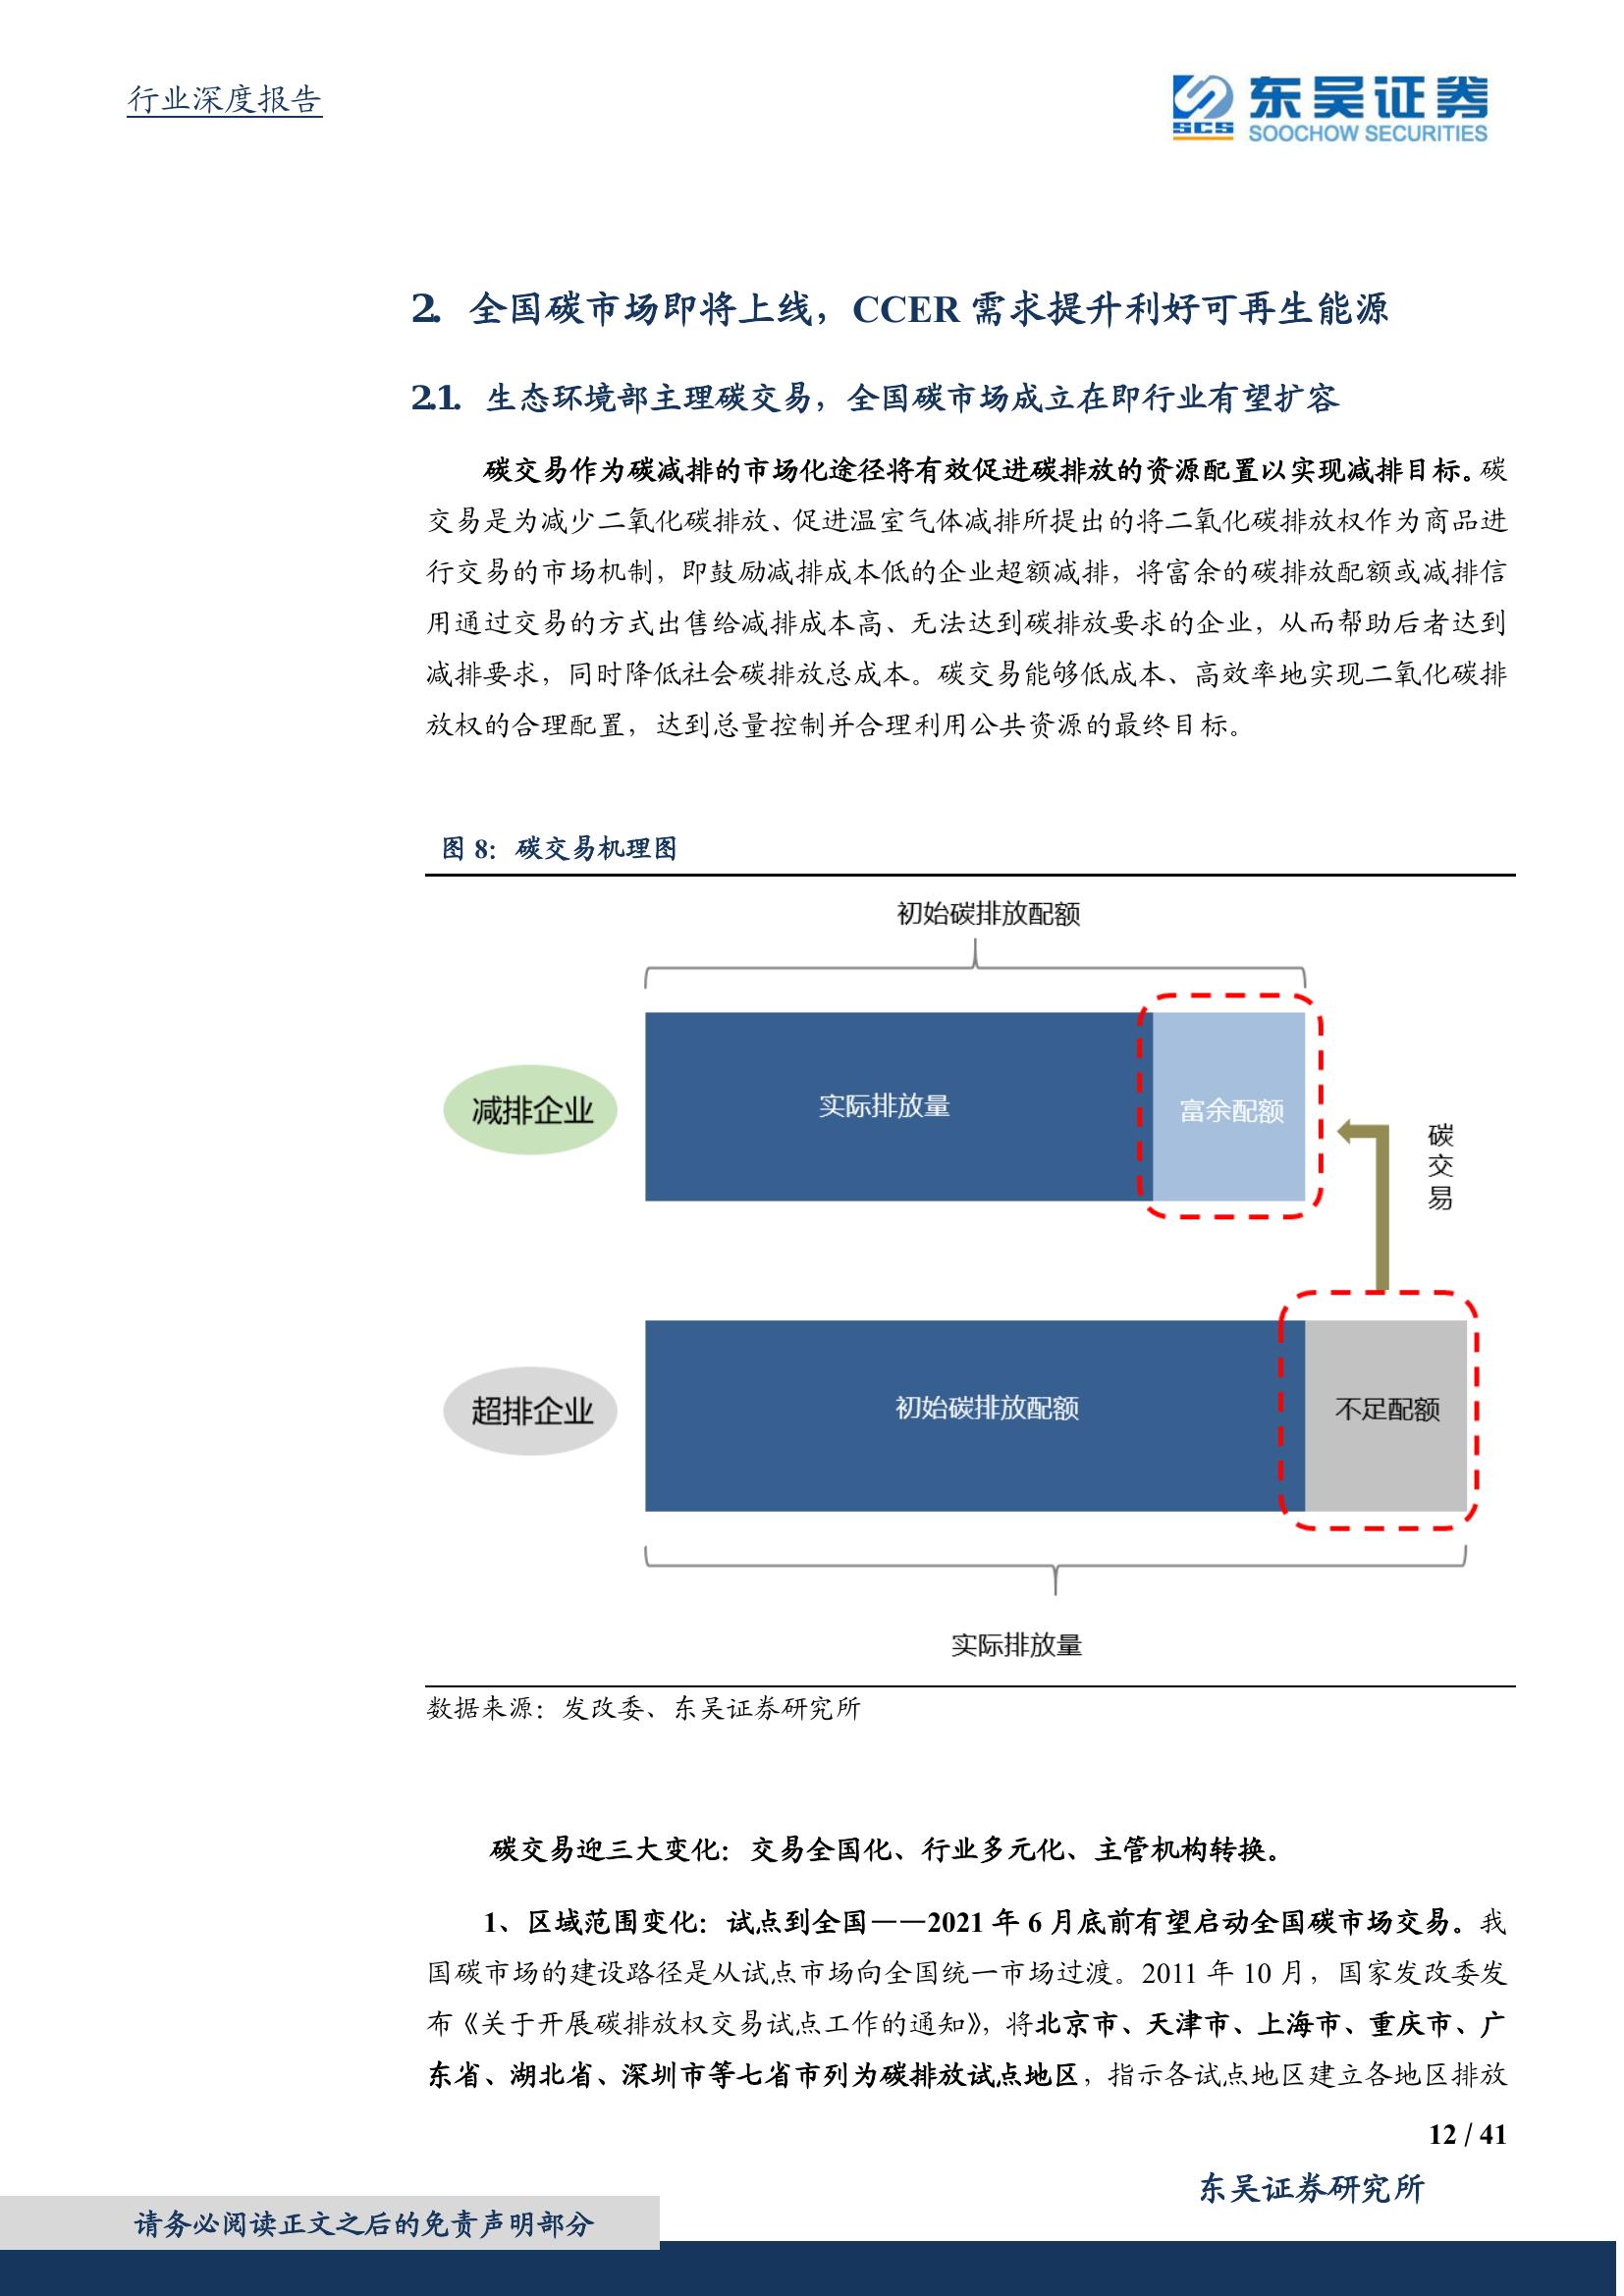 行业深度报告
SCS 东吴证券
SOOCHOW SECURITIES
2. 全国碳市场即将上线，CCER 需求提升利好可再生能源
2.1. 生态环境部主理碳交易，全国碳市场成立在即行业有望扩容
碳交易作为碳减排的市场化途径将有效促进碳排放的资源配置以实现减排目标。碳
交易是为减少二氧化碳排放、促进温室气体减排所提出的将二氧化碳排放权作为商品进
行交易的市场机制，即鼓励减排成本低的企业超额减排，将富余的碳排放配额或减排信
用通过交易的方式出售给减排成本高、无法达到碳排放要求的企业，从而帮助后者达到
减排要求，同时降低社会碳排放总成本。碳交易能够低成本、高效率地实现二氧化碳排
放权的合理配置，达到总量控制并合理利用公共资源的最终目标。
图 8：碳交易机理图
初始碳排放配额
减排企业
实际排放量
富余配额
碳
交
易
超排企业
初始碳排放配额
不足配额
实际排放量
数据来源：发改委、东吴证券研究所
碳交易迎三大变化：交易全国化、行业多元化、主管机构转换。
1、区域范围变化：试点到全国——2021 年 6 月底前有望启动全国碳市场交易。我
国碳市场的建设路径是从试点市场向全国统一市场过渡。2011 年 10 月，国家发改委发
布《关于开展碳排放权交易试点工作的通知》，将北京市、天津市、上海市、重庆市、广
东省、湖北省、深圳市等七省市列为碳排放试点地区，指示各试点地区建立各地区排放
12 / 41
东吴证券研究所
请务必阅读正文之后的免责声明部分